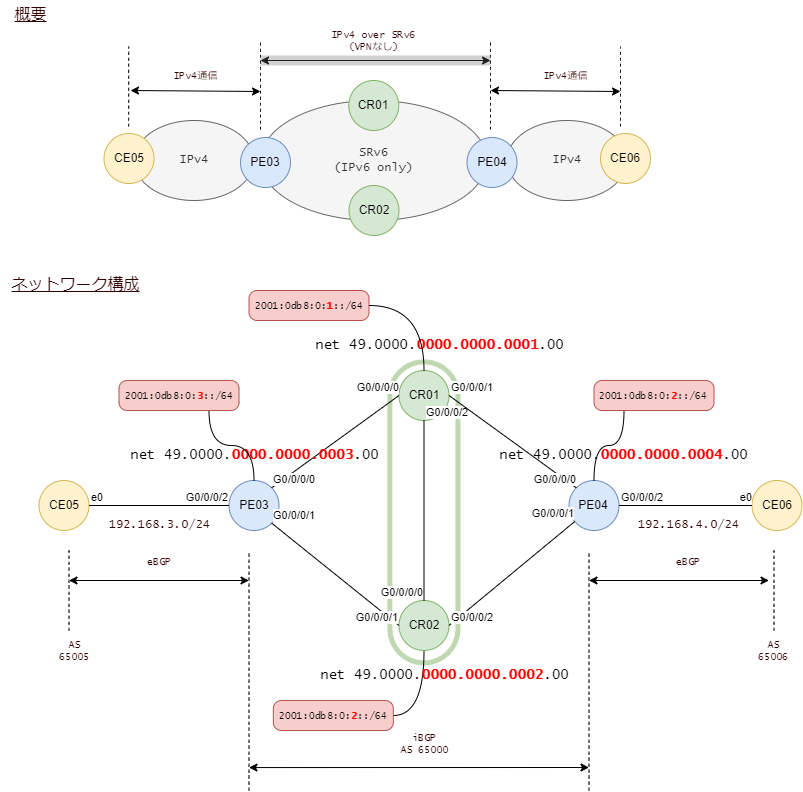 概要
IPv4 over SRv6
(VPNなし)
IPv4通信
IPv4通信
CR01
CE05
IPv4
PE03
SRv6
(IPv6 only)
PE04
IPv4
CE06
CR02
ネットワーク構成
2001:0db8:0:1::/64
net 49.0000.0000.0000.0001.00
G0/0/0/0
G0/0/0/1
CR01
G0/0/0/2
2001:0db8:0:3::/64
2001:0db8:0:2::/64
net 49.0000.0000.0000.0003.00
net 49.0000.0000.0000.0004.00
G0/0/0/0
G0/0/0/0
CE05
e0
G0/0/0/2
PE03
PE04
G0/0/0/2
e0
CE06
192.168.3.0/24
G0/0/0/1
G0/0/0/1
192.168.4.0/24
eBGP
eBGP
G0/0/0/0
G0/0/0/1
G0/0/0/2
CR02
AS
65005
AS
65006
net 49.0000.0000.0000.0002.00
2001:0db8:0:2::/64
iBGP
AS 65000